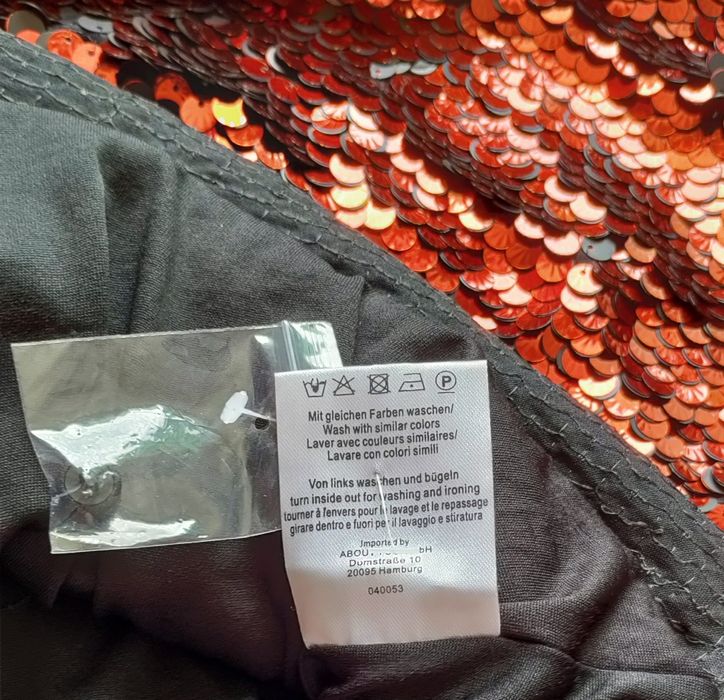 P
Mit gleichen Farben waschen/
Wash with similar colors
Laver avec couleurs similaires/
Lavare con colori simili
Von links waschen und bügeln
turn inside out for washing and ironing
tourner à l'envers pour le lavage et le repassage
girare dentro e fuori per il lavaggio e stiratura
Imported by
Domstraße 10
20095 Hamburg
040053